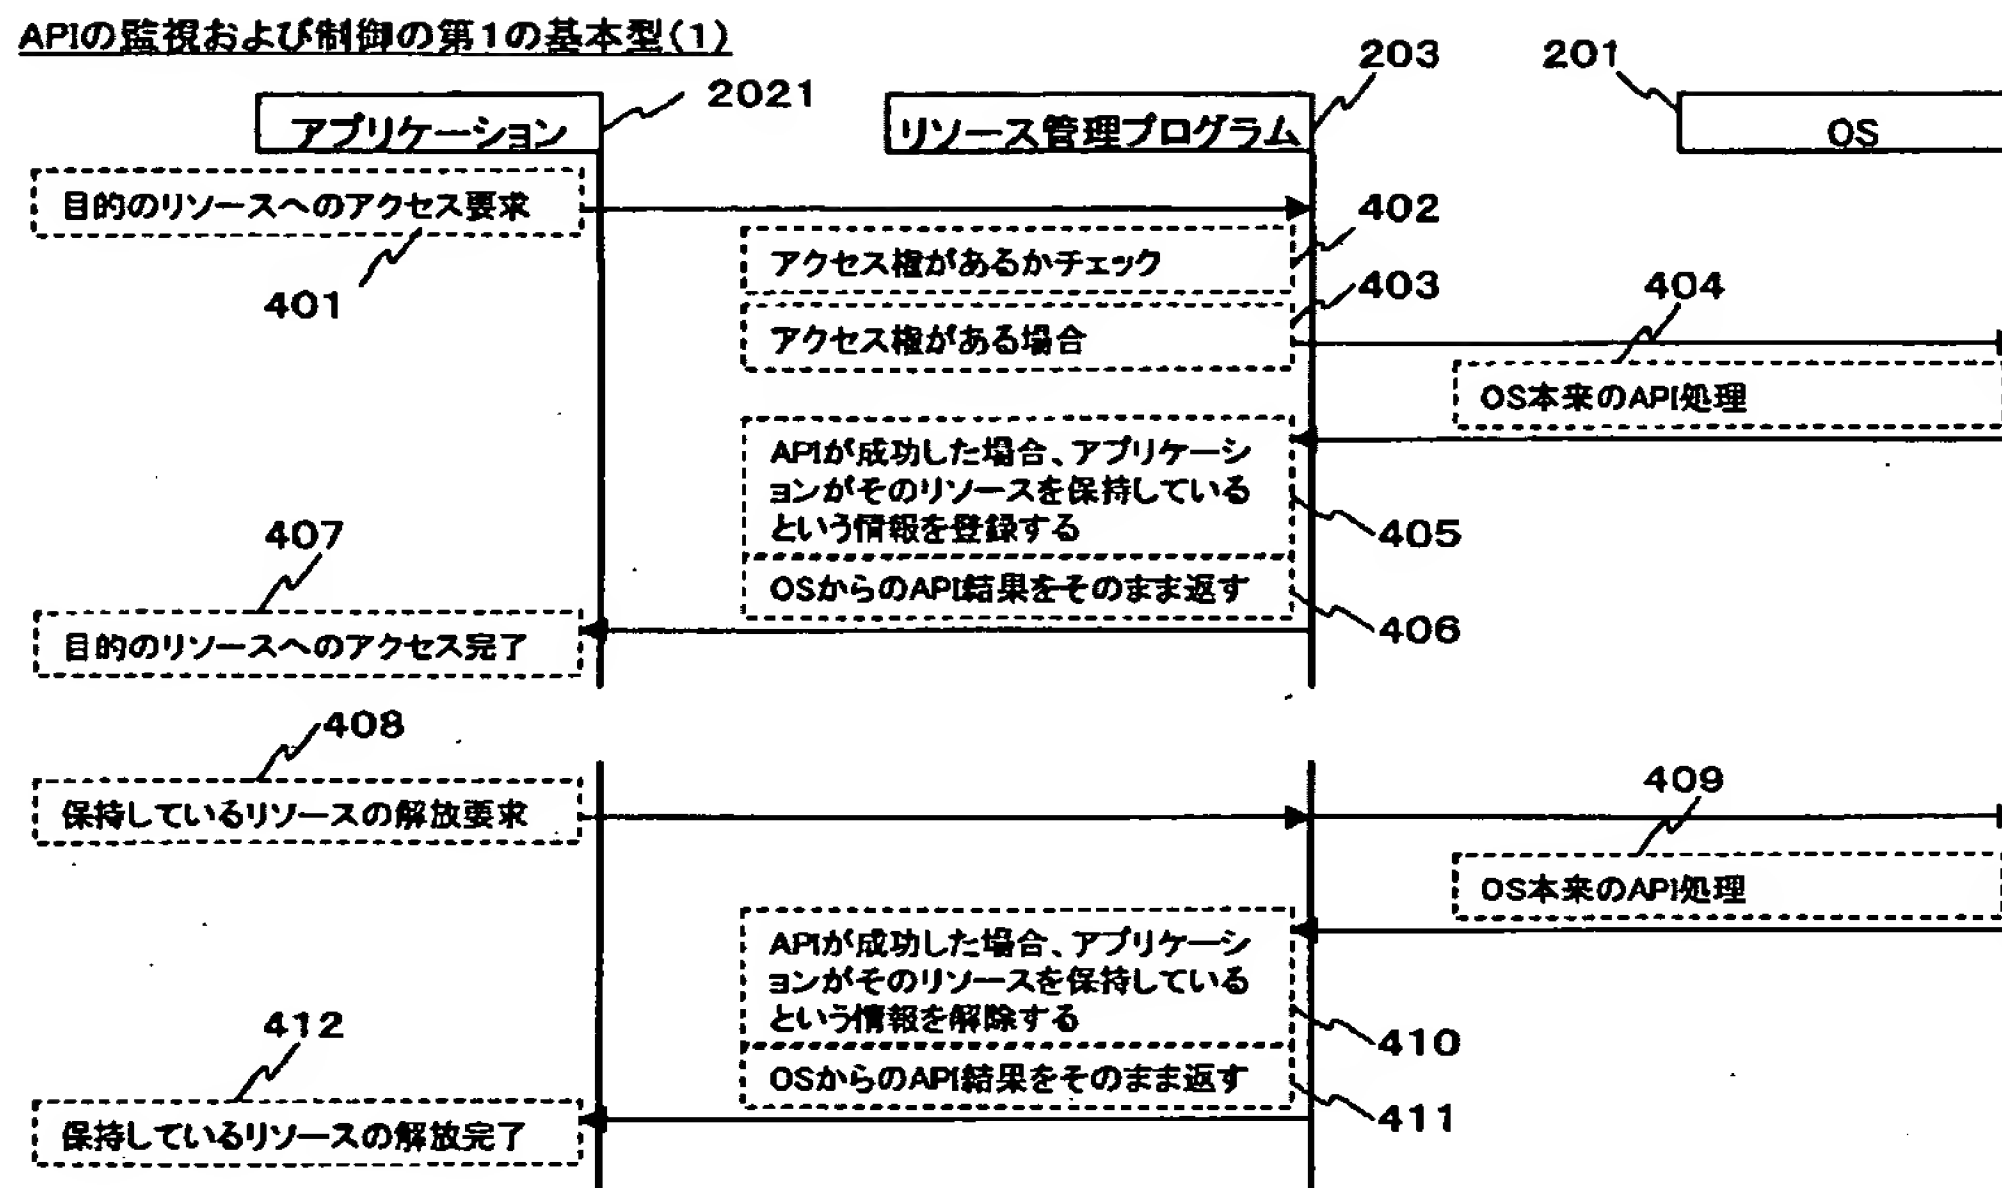 APIの監視および制御の第1の基本型(1)
2021
203
201
アプリケーション
リソース管理プログラム
OS
目的のリソースへのアクセス要求
401
アクセス権があるかチェック
402
アクセス権がある場合
403
404
OS本来のAPI処理
APIが成功した場合、アプリケーシ
ョンがそのリソースを保持している
という情報を登録する
405
OSからのAPI結果をそのまま返す
406
407
目的のリソースへのアクセス完了
408
保持しているリソースの解放要求
409
OS本来のAPI処理
APIが成功した場合、アプリケーシ
ョンがそのリソースを保持している
という情報を解除する
410
OSからのAPI結果をそのまま返す
411
412
保持しているリソースの解放完了